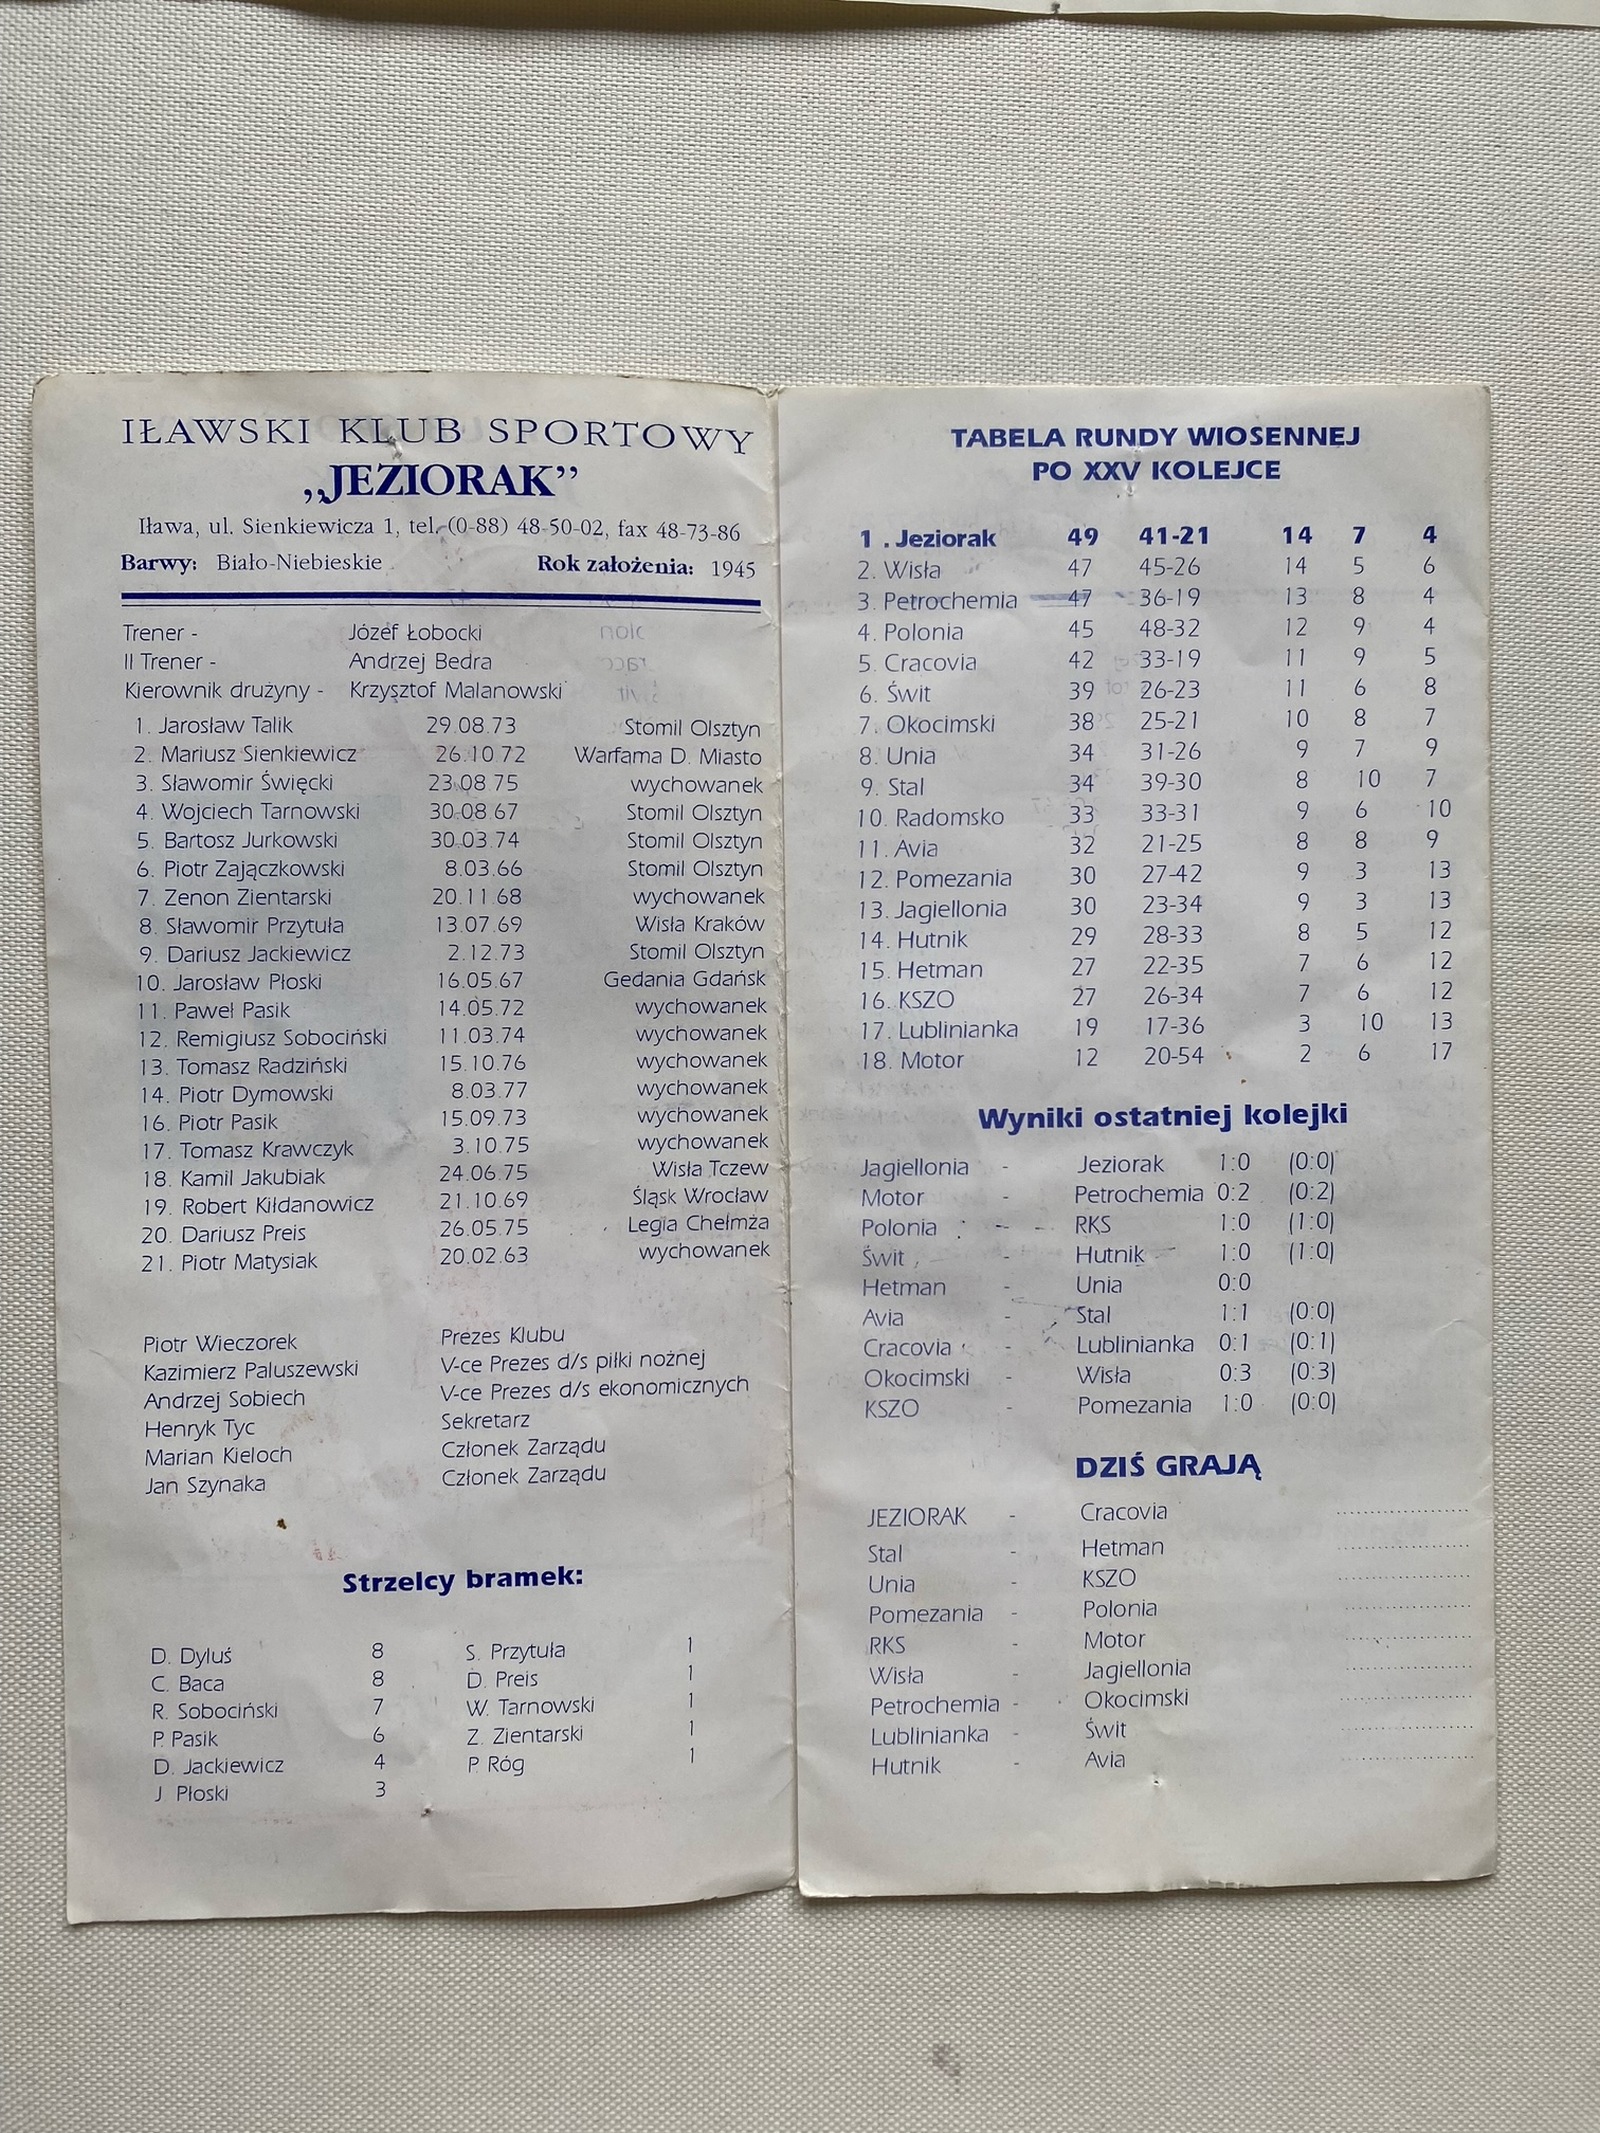 IŁAWSKI KLUB SPORTOWY
„JEZIORAK”
Iława, ul. Sienkiewicza 1, tel. (0-88) 48-50-02, fax 48-73-86
Barwy: Biało-Niebieskie Rok założenia: 1945
Trener - Józef Łobocki
II Trener - Andrzej Bedra
Kierownik drużyny - Krzysztof Malanowski
1. Jarosław Talik 29.08.73 Stomil Olsztyn
2. Mariusz Sienkiewicz 26.10.72 Warfama D. Miasto
3. Sławomir Święcki 23.08.75 wychowanek
4. Wojciech Tarnowski 30.08.67 Stomil Olsztyn
5. Bartosz Jurkowski 30.03.74 Stomil Olsztyn
6. Piotr Zajączkowski 8.03.66 Stomil Olsztyn
7. Zenon Zientarski 20.11.68 wychowanek
8. Sławomir Przytuła 13.07.69 Wisła Kraków
9. Dariusz Jackiewicz 2.12.73 Stomil Olsztyn
10. Jarosław Płoski 16.05.67 Gedania Gdańsk
11. Paweł Pasik 14.05.72 wychowanek
12. Remigiusz Sobociński 11.03.74 wychowanek
13. Tomasz Radziński 15.10.76 wychowanek
14. Piotr Dymowski 8.03.77 wychowanek
16. Piotr Pasik 15.09.73 wychowanek
17. Tomasz Krawczyk 3.10.75 wychowanek
18. Kamil Jakubiak 24.06.75 Wisła Tczew
19. Robert Kiłdanowicz 21.10.69 Śląsk Wrocław
20. Dariusz Preis 26.05.75 Legia Chełmża
21. Piotr Matysiak 20.02.63 wychowanek
Piotr Wieczorek Prezes Klubu
Kazimierz Paluszewski V-ce Prezes d/s piłki nożnej
Andrzej Sobiech V-ce Prezes d/s ekonomicznych
Henryk Tyc Sekretarz
Marian Kieloch Członek Zarządu
Jan Szynaka Członek Zarządu
Strzelcy bramek:
D. Dyluś 8 S. Przytuła 1
C. Baca 8 D. Preis 1
R. Sobociński 7 W. Tarnowski 1
P. Pasik 6 Z. Zientarski 1
D. Jackiewicz 4 P. Róg 1
J Płoski 3
TABELA RUNDY WIOSENNEJ
PO XXV KOLEJCE
1 . Jeziorak 49 41-21 14 7 4
2. Wisła 47 45-26 14 5 6
3. Petrochemia 47 36-19 13 8 4
4. Polonia 45 48-32 12 9 4
5. Cracovia 42 33-19 11 9 5
6. Świt 39 26-23 11 6 8
7. Okocimski 38 25-21 10 8 7
8. Unia 34 31-26 9 7 9
9. Stal 34 39-30 8 10 7
10. Radomsko 33 33-31 9 6 10
11. Avia 32 21-25 8 8 9
12. Pomezania 30 27-42 9 3 13
13. Jagiellonia 30 23-34 9 3 13
14. Hutnik 29 28-33 8 5 12
15. Hetman 27 22-35 7 6 12
16. KSZO 27 26-34 7 6 12
17. Lublinianka 19 17-36 3 10 13
18. Motor 12 20-54 2 6 17
Wyniki ostatniej kolejki
Jagiellonia - Jeziorak 1:0 (0:0)
Motor - Petrochemia 0:2 (0:2)
Polonia - RKS 1:0 (1:0)
Świt - Hutnik 1:0 (1:0)
Hetman - Unia 0:0
Avia - Stal 1:1 (0:0)
Cracovia - Lublinianka 0:1 (0:1)
Okocimski - Wisła 0:3 (0:3)
KSZO - Pomezania 1:0 (0:0)
DZIŚ GRAJĄ
JEZIORAK - Cracovia ....................
Stal - Hetman ....................
Unia - KSZO ....................
Pomezania - Polonia ....................
RKS - Motor ....................
Wisła - Jagiellonia ....................
Petrochemia - Okocimski ....................
Lublinianka - Świt ....................
Hutnik - Avia ....................